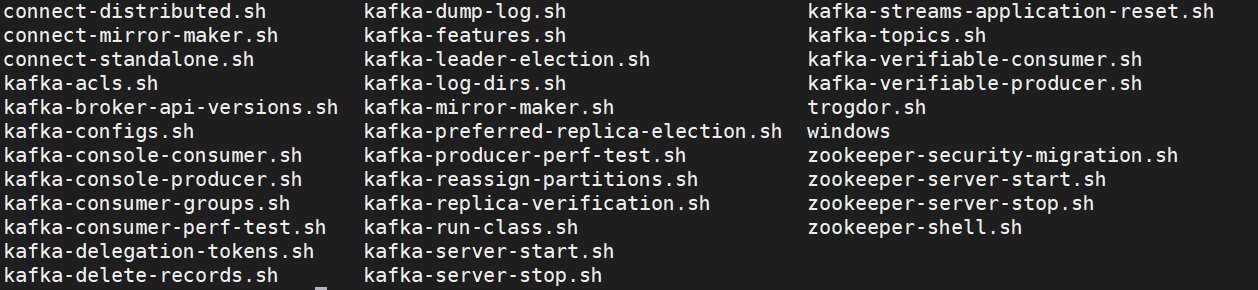 connect-distributed.sh kafka-dump-log.sh kafka-streams-application-reset.sh
connect-mirror-maker.sh kafka-features.sh kafka-topics.sh
connect-standalone.sh kafka-leader-election.sh kafka-verifiable-consumer.sh
kafka-acls.sh kafka-log-dirs.sh kafka-verifiable-producer.sh
kafka-broker-api-versions.sh kafka-mirror-maker.sh trogdor.sh
kafka-configs.sh kafka-preferred-replica-election.sh windows
kafka-console-consumer.sh kafka-producer-perf-test.sh zookeeper-security-migration.sh
kafka-console-producer.sh kafka-reassign-partitions.sh zookeeper-server-start.sh
kafka-consumer-groups.sh kafka-replica-verification.sh zookeeper-server-stop.sh
kafka-consumer-perf-test.sh kafka-run-class.sh zookeeper-shell.sh
kafka-delegation-tokens.sh kafka-server-start.sh
kafka-delete-records.sh kafka-server-stop.sh